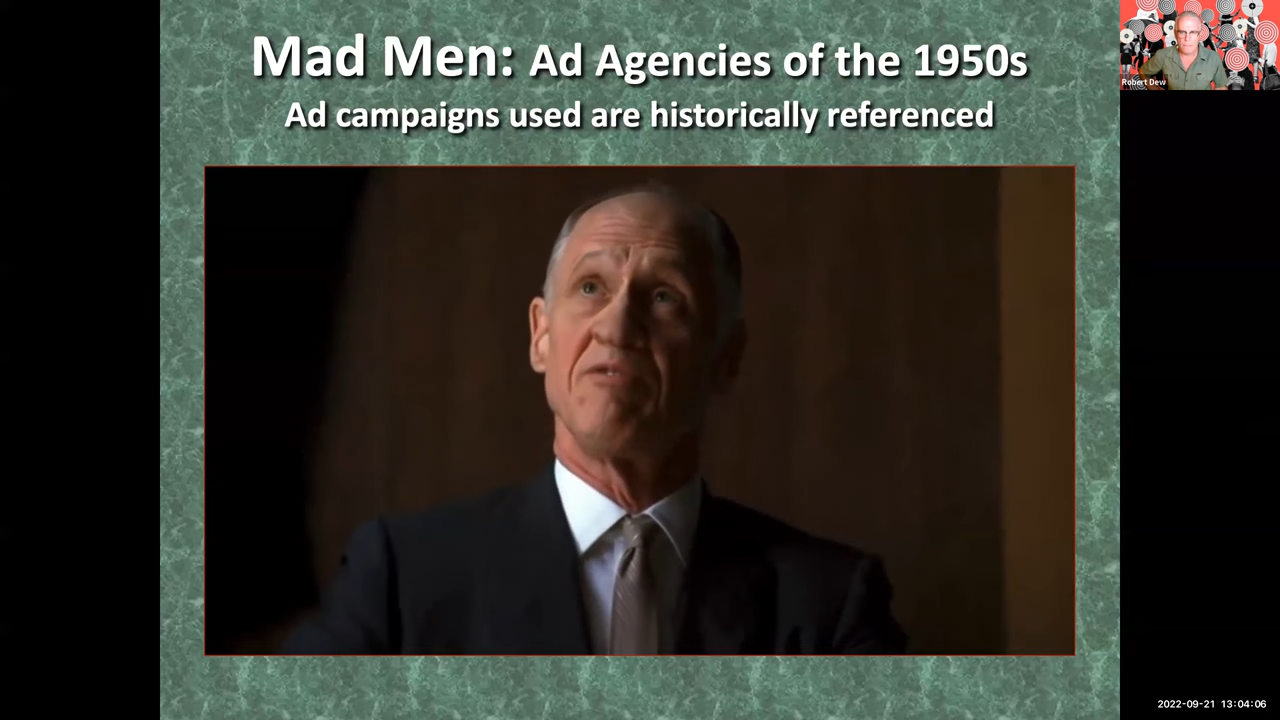 Mad Men: Ad Agencies of the 1950s
Ad campaigns used are historically referenced
Robert Dew
2022-09-21 13:04:06